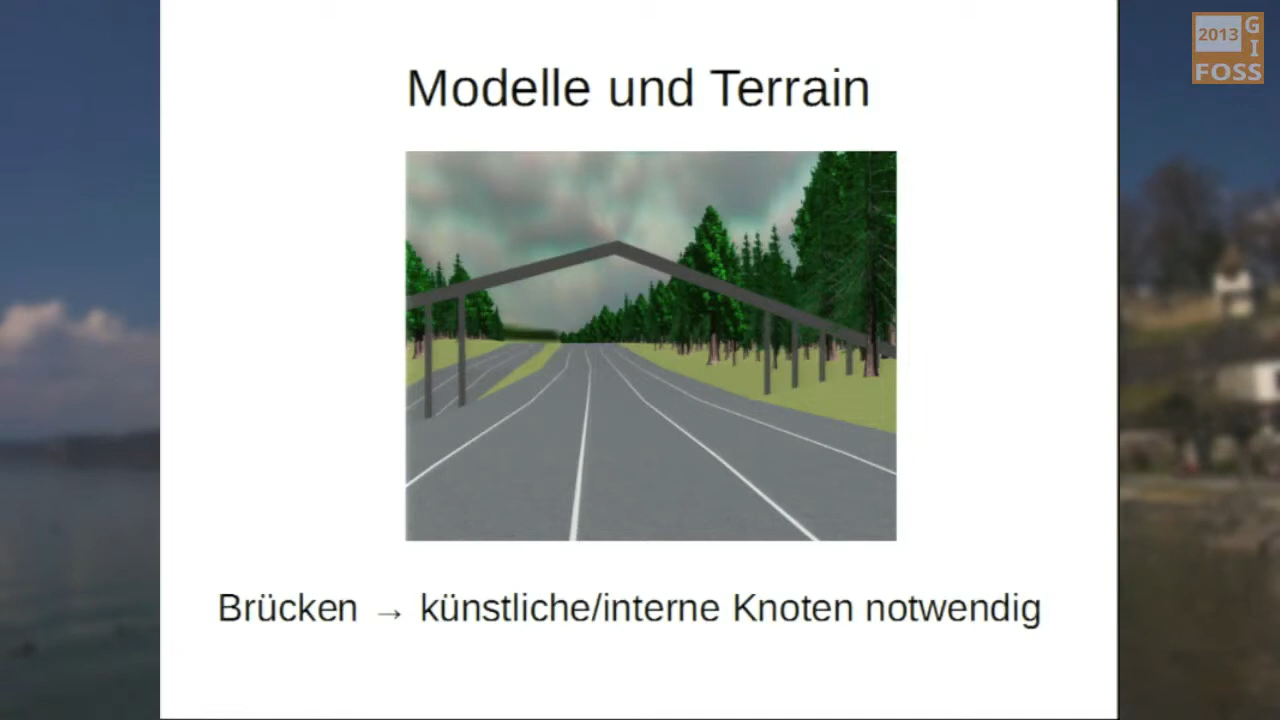 Modelle und Terrain
Brücken → künstliche/interne Knoten notwendig
2013
G
I
FOSS